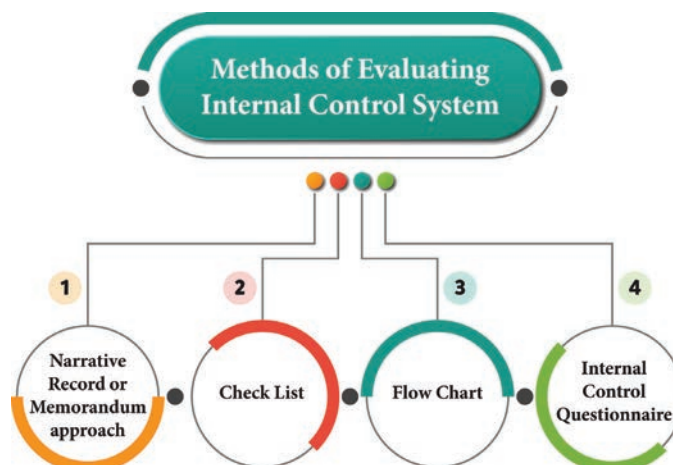 Methods of Evaluating
Internal Control System
1
2
3
4
Narrative
Record or
Memorandum
approach
Check List
Flow Chart
Internal
Control
Questionnaire